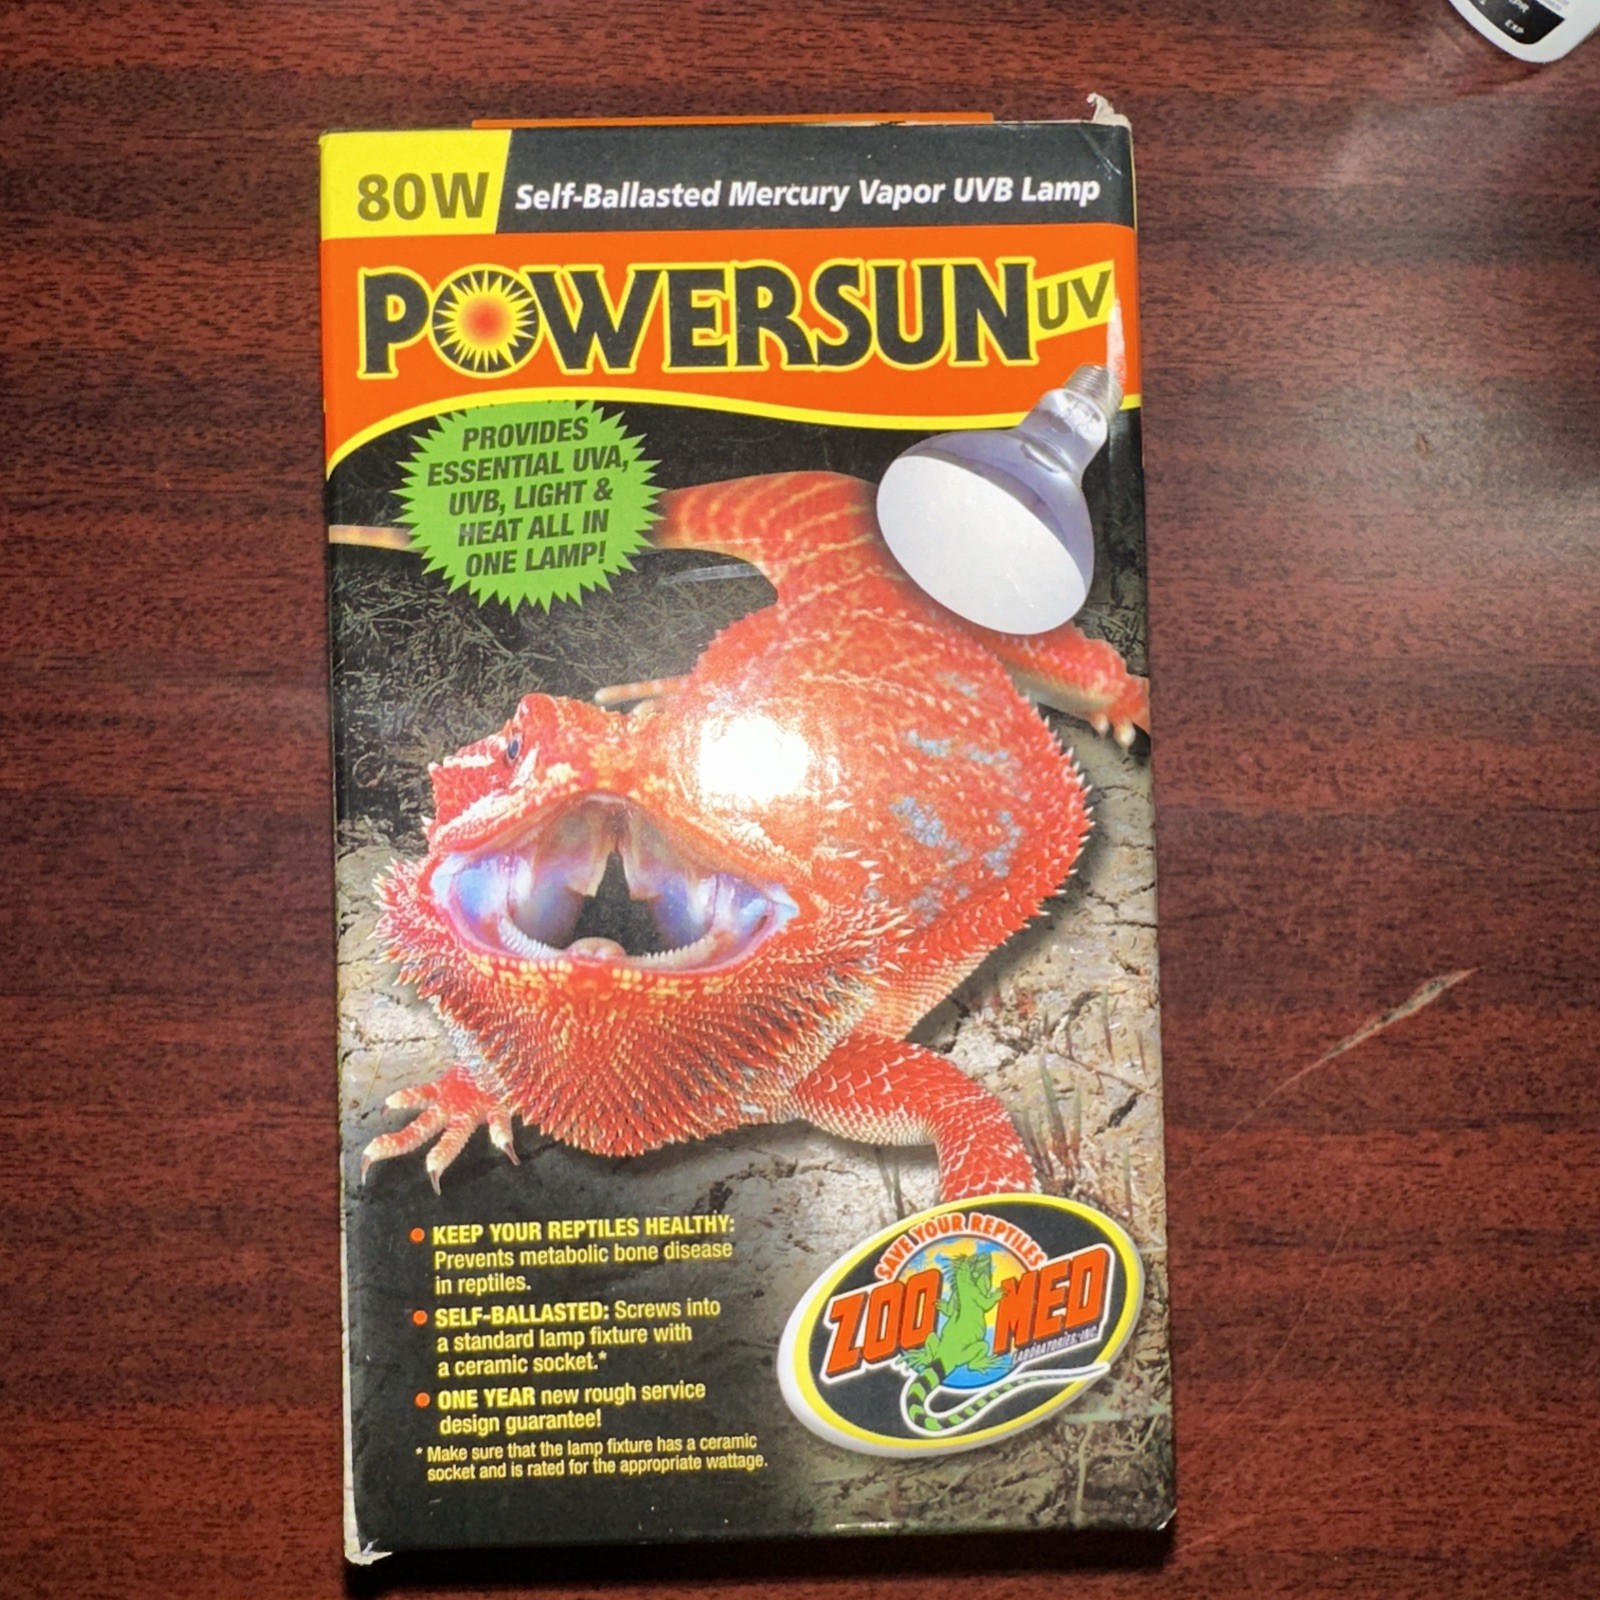 80W Self-Ballasted Mercury Vapor UVB Lamp
POWERSUN UV
PROVIDES
ESSENTIAL UVA,
UVB, LIGHT &
HEAT ALL IN
ONE LAMP!
• KEEP YOUR REPTILES HEALTHY:
Prevents metabolic bone disease
in reptiles.
• SELF-BALLASTED: Screws into
a standard lamp fixture with
a ceramic socket.*
• ONE YEAR new rough service
design guarantee!
* Make sure that the lamp fixture has a ceramic
socket and is rated for the appropriate wattage.
SAVE YOUR REPTILES
ZOO MED
LABORATORIES, INC.
EXP